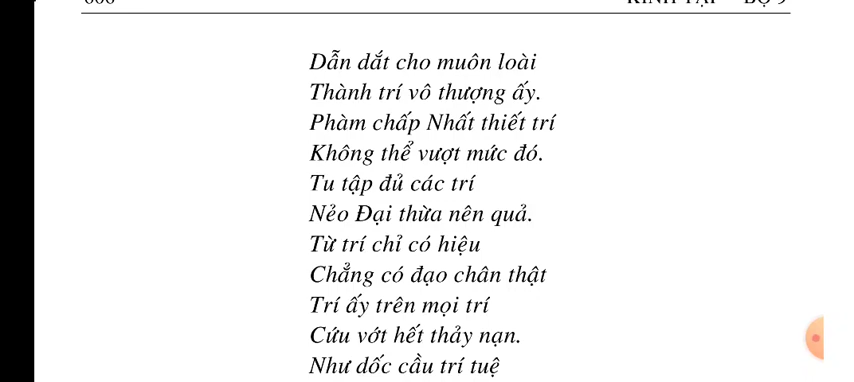 Dẫn dắt cho muôn loài
Thành trí vô thượng ấy.
Phàm chấp Nhất thiết trí
Không thể vượt mức đó.
Tu tập đủ các trí
Nẻo Đại thừa nên quả.
Từ trí chỉ có hiệu
Chẳng có đạo chân thật
Trí ấy trên mọi trí
Cứu vớt hết thảy nạn.
Như dốc cầu trí tuệ